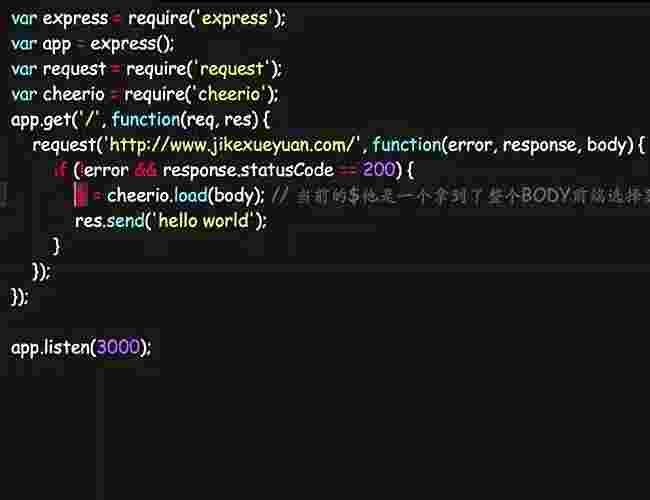 var express = require('express');
var app = express();
var request = require('request');
var cheerio = require('cheerio');
app.get('/', function(req, res) {
request('http://www.jikexueyuan.com/', function(error, response, body) {
if (!error && response.statusCode == 200) {
$ = cheerio.load(body); // 当前的$他是一个拿到了整个BODY前端选择
res.send('hello world');
}
});
});
app.listen(3000);